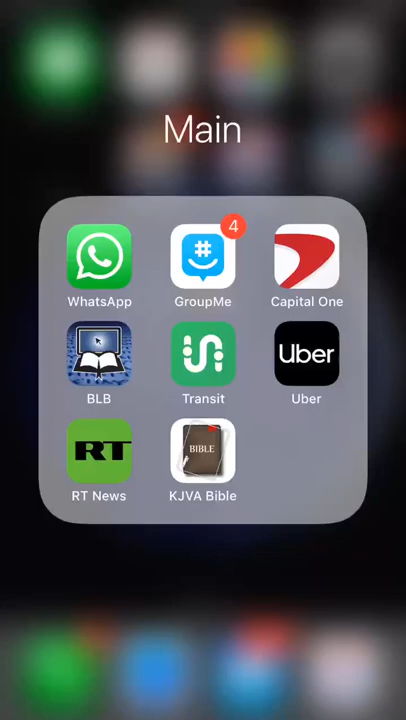 Main
4
WhatsApp
GroupMe
Capital One
BLB
Transit
Uber
Uber
RT
BIBLE
RT News
KJVA Bible